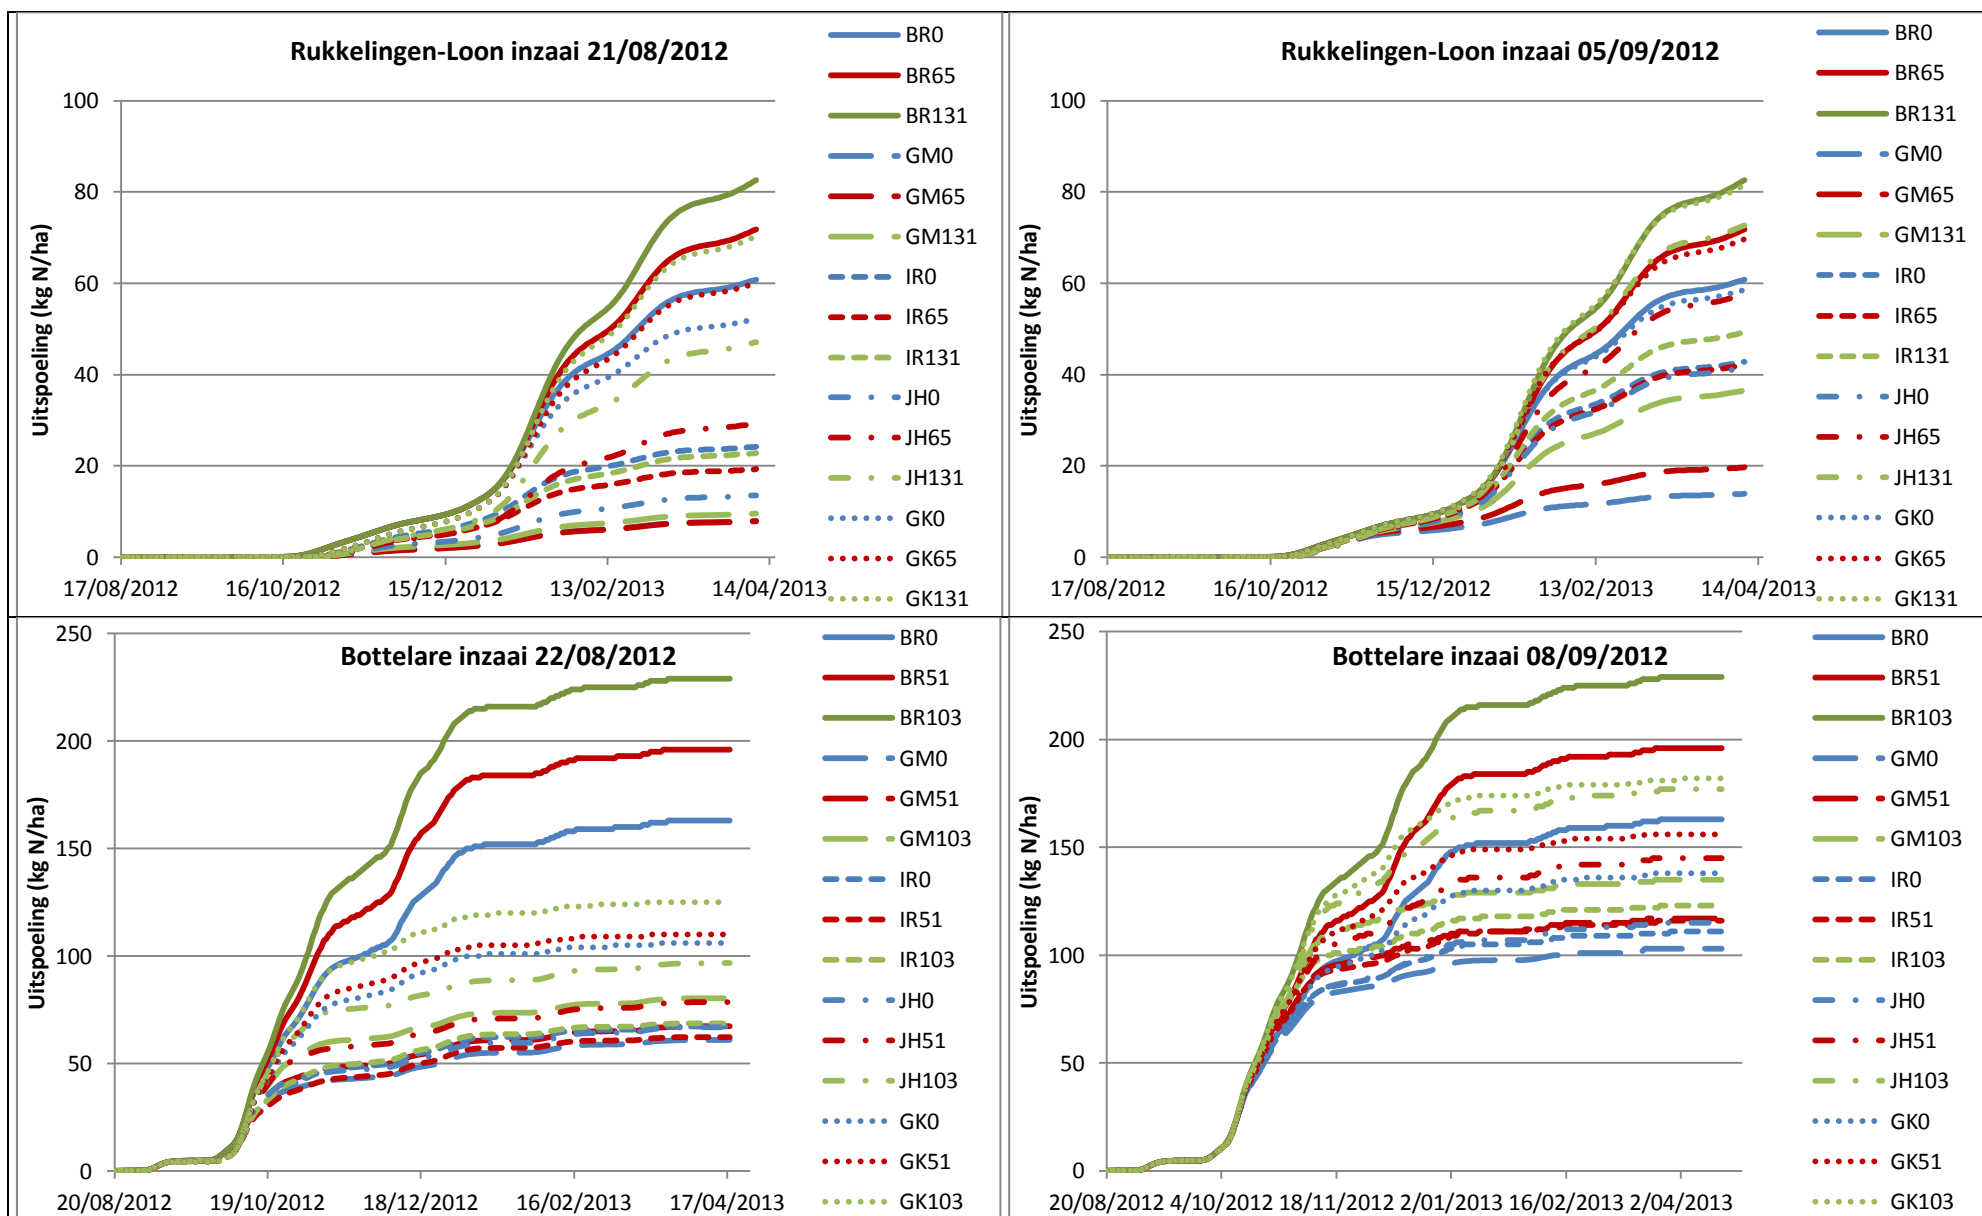 Rukkelingen-Loon inzaai 21/08/2012
Uitspoeling (kg N/ha)
100
80
60
40
20
0
17/08/2012 16/10/2012 15/12/2012 13/02/2013 14/04/2013
BR0
BR65
BR131
GM0
GM65
GM131
IR0
IR65
IR131
JH0
JH65
JH131
GK0
GK65
GK131
Rukkelingen-Loon inzaai 05/09/2012
Uitspoeling (kg N/ha)
100
80
60
40
20
0
17/08/2012 16/10/2012 15/12/2012 13/02/2013 14/04/2013
BR0
BR65
BR131
GM0
GM65
GM131
IR0
IR65
IR131
JH0
JH65
JH131
GK0
GK65
GK131
Bottelare inzaai 22/08/2012
Uitspoeling (kg N/ha)
250
200
150
100
50
0
20/08/2012 19/10/2012 18/12/2012 16/02/2013 17/04/2013
BR0
BR51
BR103
GM0
GM51
GM103
IR0
IR51
IR103
JH0
JH51
JH103
GK0
GK51
GK103
Bottelare inzaai 08/09/2012
Uitspoeling (kg N/ha)
250
200
150
100
50
0
20/08/2012 4/10/2012 18/11/2012 2/01/2013 16/02/2013 2/04/2013
BR0
BR51
BR103
GM0
GM51
GM103
IR0
IR51
IR103
JH0
JH51
JH103
GK0
GK51
GK103